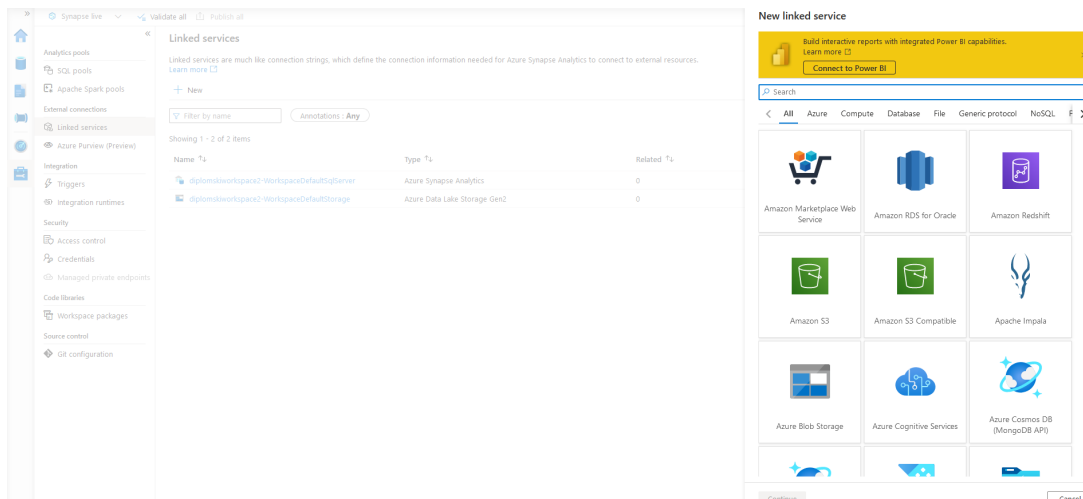 »
Synapse live
Validate all
Publish all
«
Analytics pools
SQL pools
Apache Spark pools
External connections
Linked services
Azure Purview (Preview)
Integration
Triggers
Integration runtimes
Security
Access control
Credentials
Managed private endpoints
Code libraries
Workspace packages
Source control
Git configuration
Linked services
Linked services are much like connection strings, which define the connection information needed for Azure Synapse Analytics to connect to external resources.
Learn more
New
Filter by name
Annotations : Any
Showing 1 - 2 of 2 items
Name Type Related
diplomskiworkspace2-WorkspaceDefaultSqlServer Azure Synapse Analytics 0
diplomskiworkspace2-WorkspaceDefaultStorage Azure Data Lake Storage Gen2 0
New linked service
Build interactive reports with integrated Power BI capabilities.
Learn more
Connect to Power BI
Search
All Azure Compute Database File Generic protocol NoSQL
Amazon Marketplace Web
Service
Amazon RDS for Oracle
Amazon Redshift
Amazon S3
Amazon S3 Compatible
Apache Impala
Azure Blob Storage
Azure Cognitive Services
Azure Cosmos DB
(MongoDB API)
Continue
Cancel